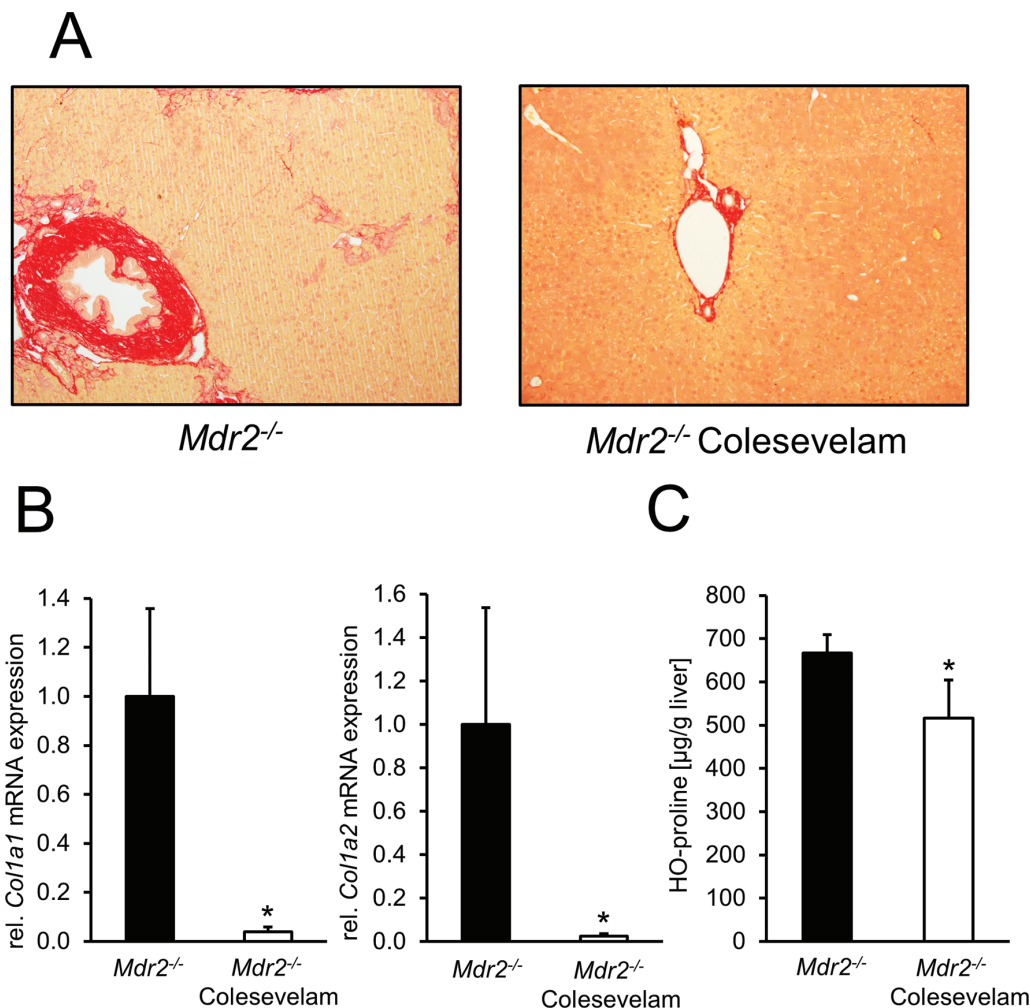 A
Mdr2-/-
Mdr2-/- Colesevelam
B
rel. Col1a1 mRNA expression
1.4
1.2
1.0
0.8
0.6
0.4
0.2
0.0
*
Mdr2-/-
Mdr2-/-
Colesevelam
rel. Col1a2 mRNA expression
1.6
1.4
1.2
1.0
0.8
0.6
0.4
0.2
0.0
*
Mdr2-/-
Mdr2-/-
Colesevelam
C
HO-proline [µg/g liver]
800
700
600
500
400
300
200
100
0
*
Mdr2-/-
Mdr2-/-
Colesevelam